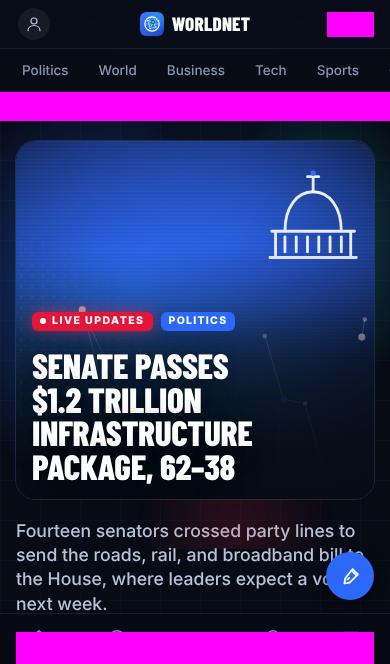 WORLDNET
Politics World Business Tech Sports
LIVE UPDATES POLITICS
SENATE PASSES
$1.2 TRILLION
INFRASTRUCTURE
PACKAGE, 62–38
Fourteen senators crossed party lines to
send the roads, rail, and broadband bill to
the House, where leaders expect a
next week.